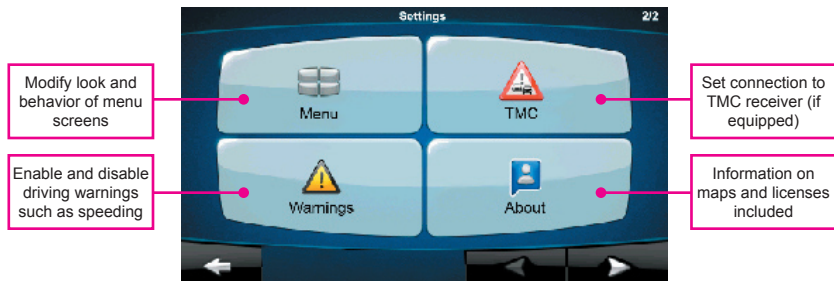 Settings
2/2
Modify look and
behavior of menu
screens
Menu
TMC
Set connection to
TMC receiver (if
equipped)
Enable and disable
driving warnings
such as speeding
Warnings
About
Information on
maps and licenses
included